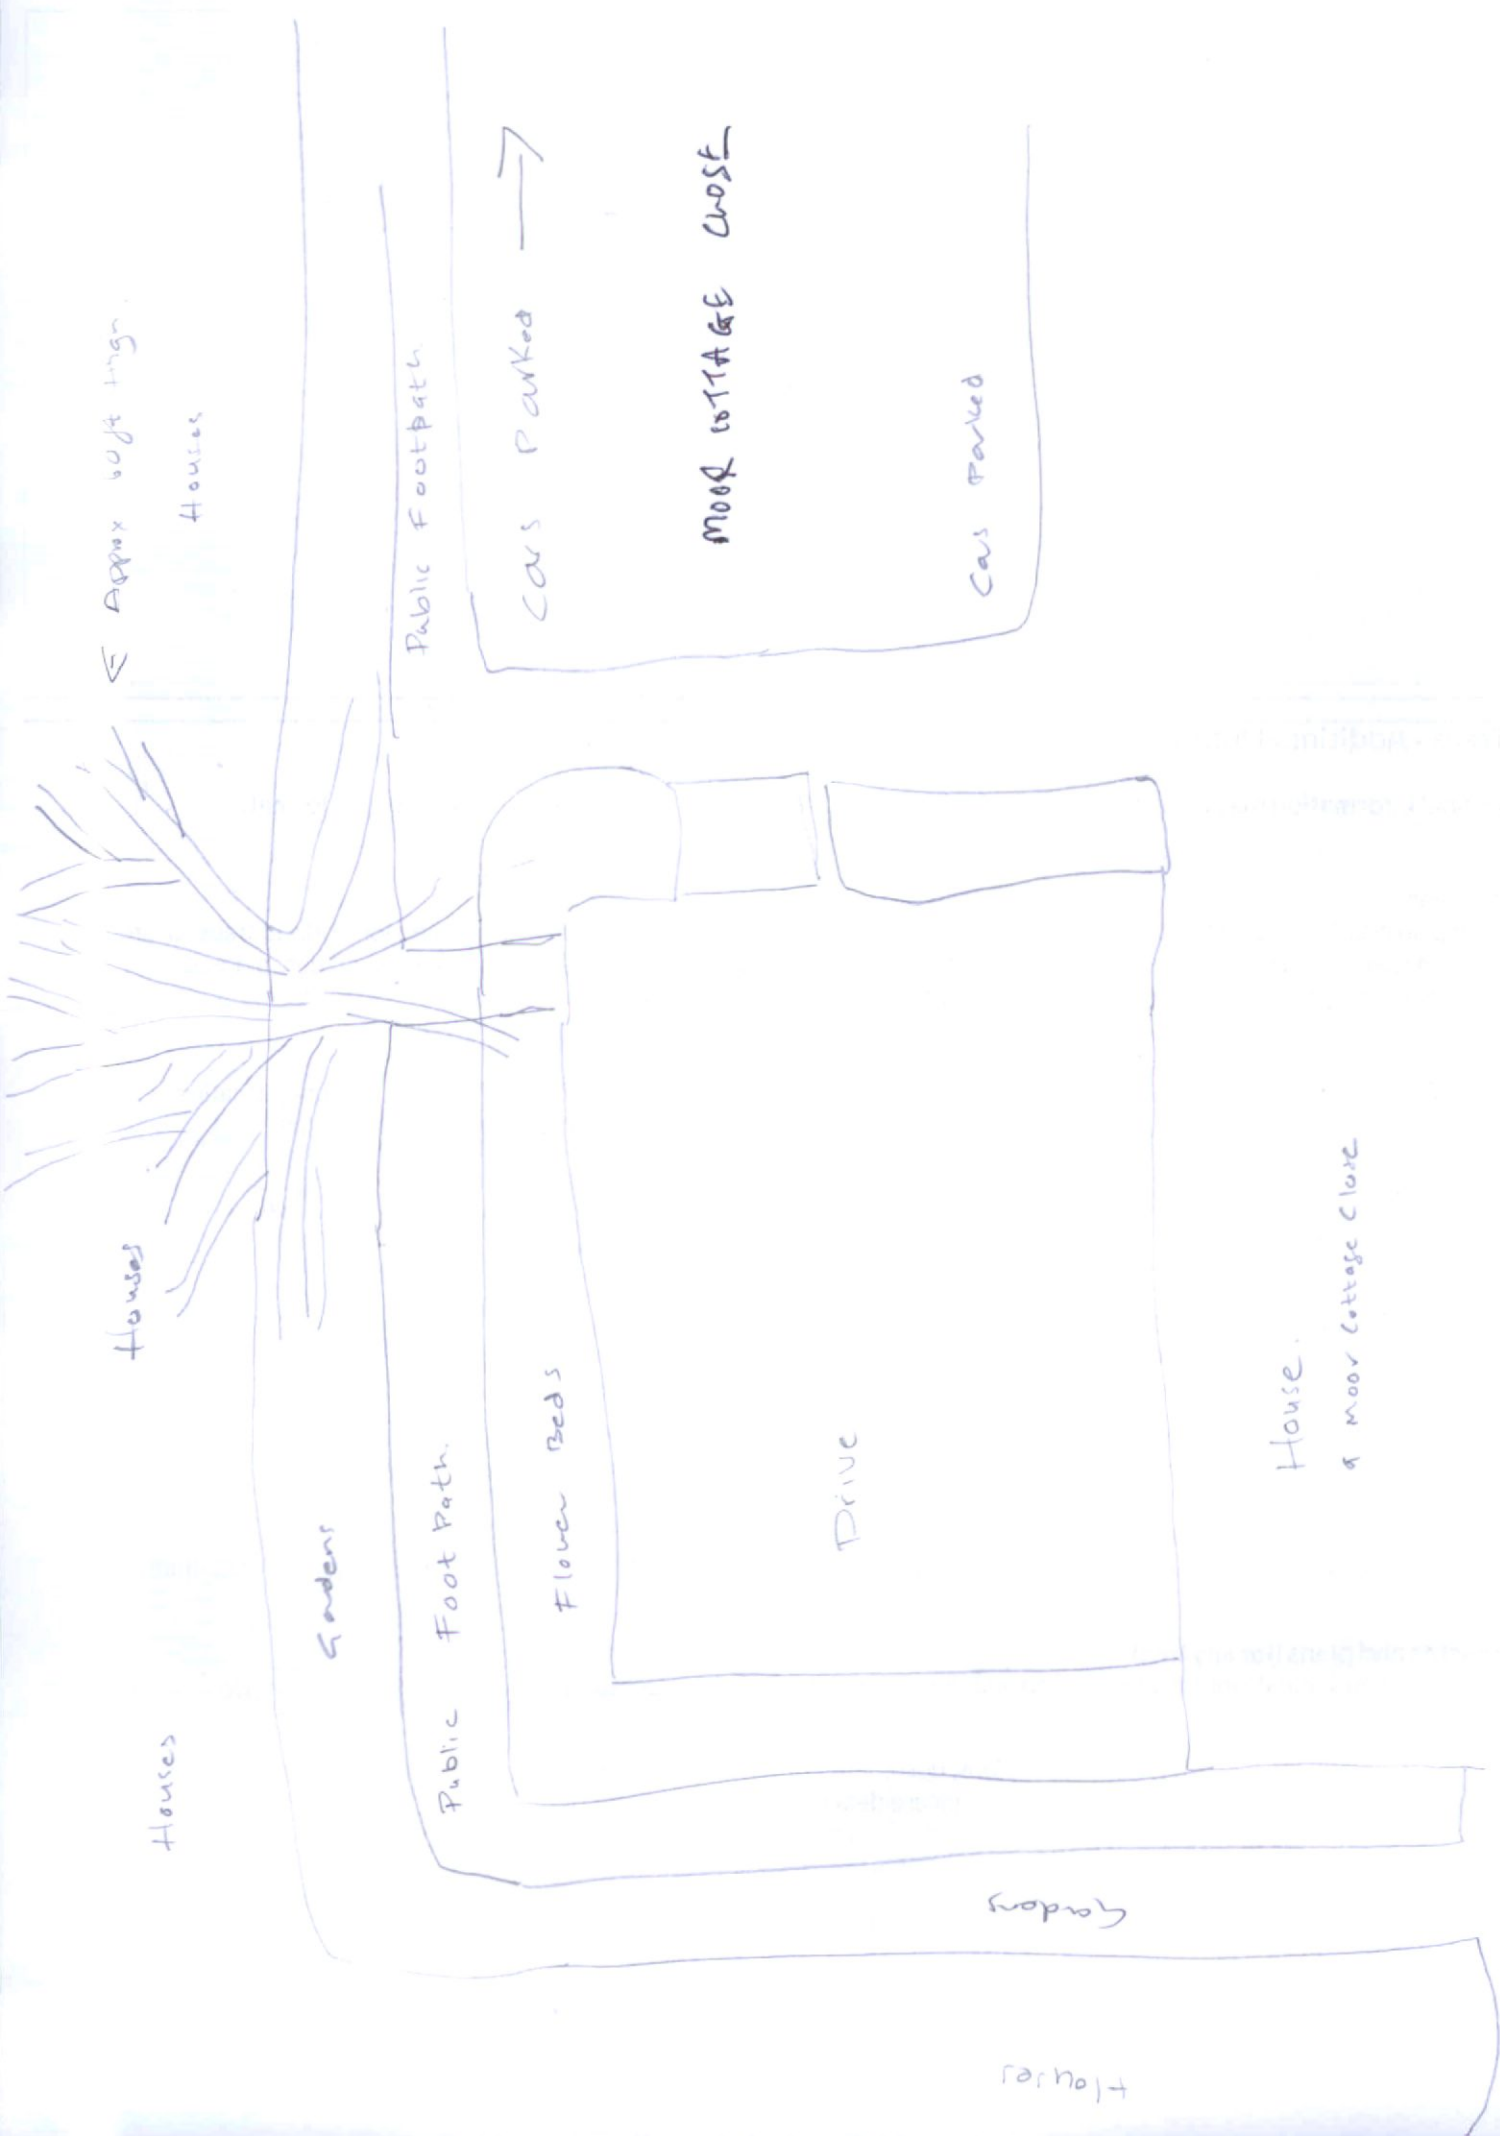 ← Approx 60ft high.
Houses
Public Footpath
Cars Parked →
MOOR COTTAGE CLOSE
Cars Parked
Houses
Houses
Gardens
Public Foot Path.
Flower Beds
Drive
House.
9 Moor Cottage Close
Gardens
Houses